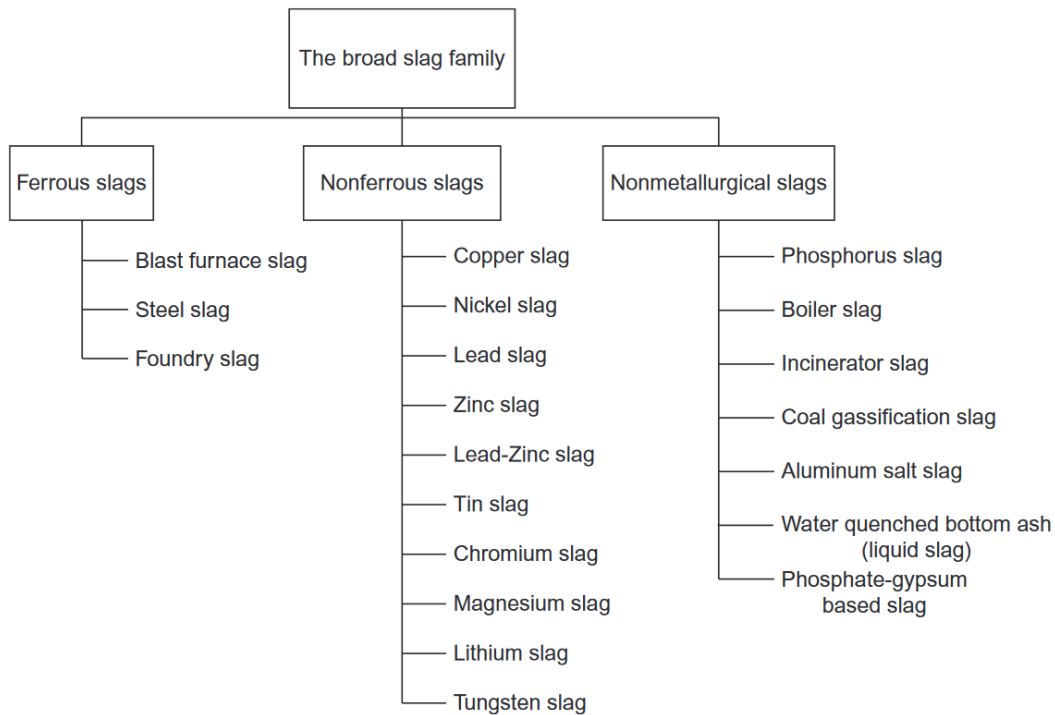 The broad slag family
Ferrous slags
Nonferrous slags
Nonmetallurgical slags
Blast furnace slag
Steel slag
Foundry slag
Copper slag
Nickel slag
Lead slag
Zinc slag
Lead-Zinc slag
Tin slag
Chromium slag
Magnesium slag
Lithium slag
Tungsten slag
Phosphorus slag
Boiler slag
Incinerator slag
Coal gassification slag
Aluminum salt slag
Water quenched bottom ash
(liquid slag)
Phosphate-gypsum
based slag